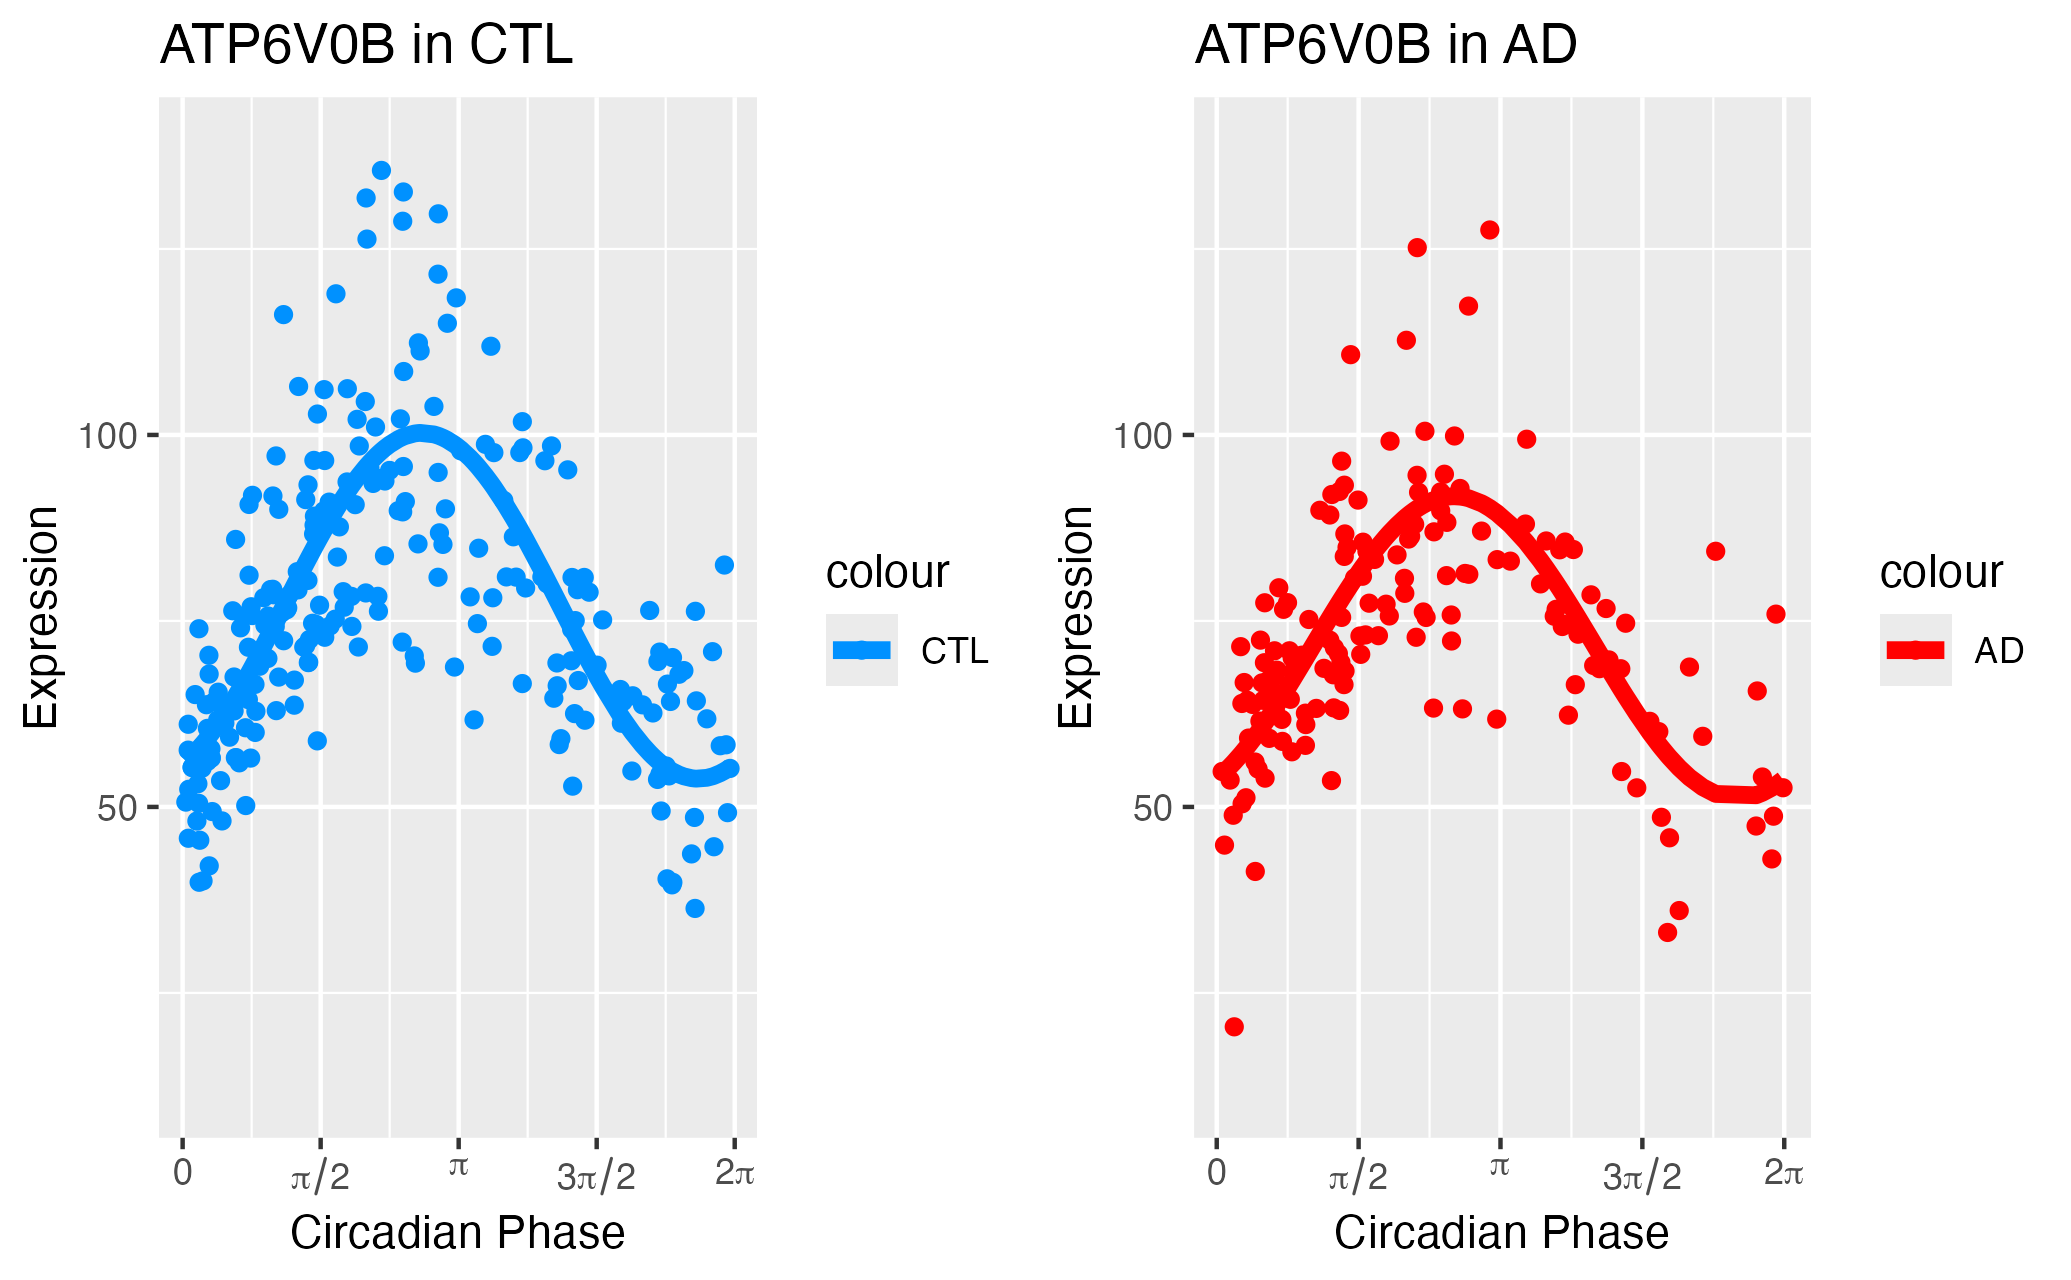 ATP6V0B in CTL
Expression
100
50
0
π/2
π
3π/2
2π
Circadian Phase
colour
CTL
ATP6V0B in AD
Expression
100
50
0
π/2
π
3π/2
2π
Circadian Phase
colour
AD